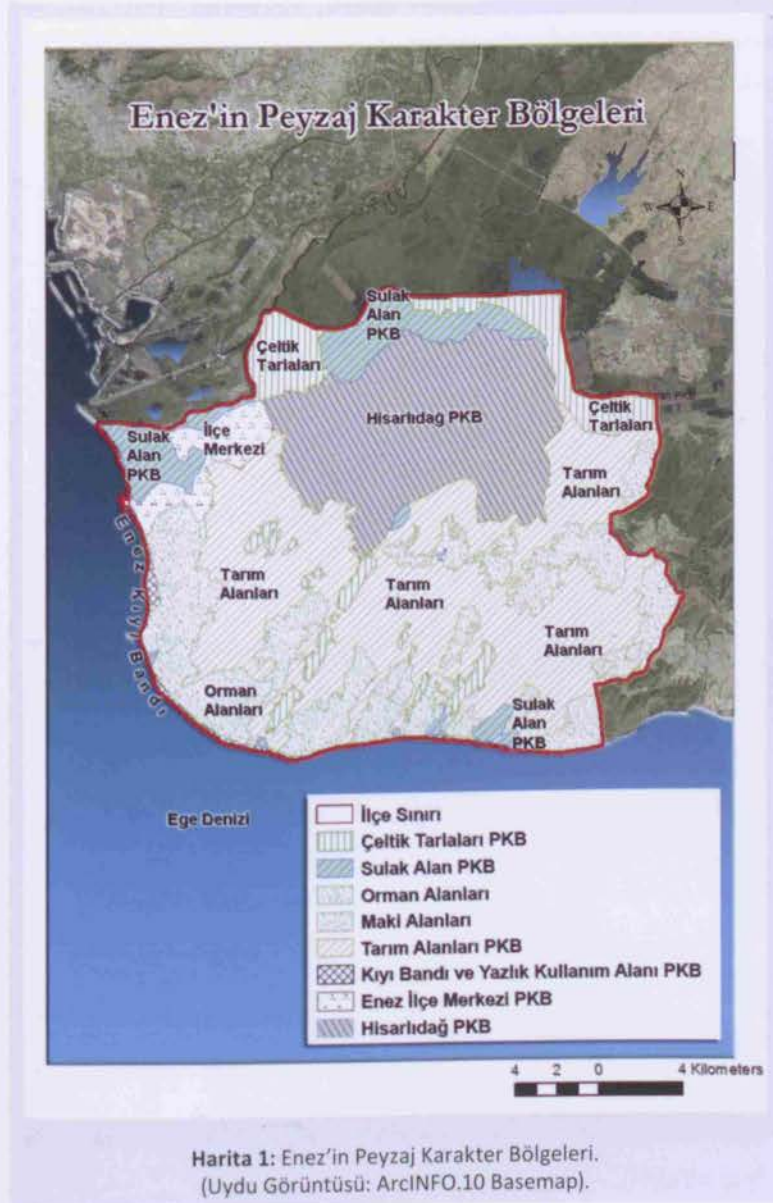 Enez'in Peyzaj Karakter Bölgeleri
N
W E
S
Sulak
Alan
PKB
Çeltik
Tarlaları
Hisarlıdağ PKB
Çeltik
Tarlaları
İlçe
Merkezi
Sulak
Alan
PKB
Tarım
Alanları
Enez Kıyı Bandı
Tarım
Alanları
Tarım
Alanları
Tarım
Alanları
Orman
Alanları
Sulak
Alan
PKB
Ege Denizi
İlçe Sınırı
Çeltik Tarlaları PKB
Sulak Alan PKB
Orman Alanları
Maki Alanları
Tarım Alanları PKB
Kıyı Bandı ve Yazlık Kullanım Alanı PKB
Enez İlçe Merkezi PKB
Hisarlıdağ PKB
4 2 0 4 Kilometers
Harita 1: Enez'in Peyzaj Karakter Bölgeleri.
(Uydu Görüntüsü: ArcINFO.10 Basemap).